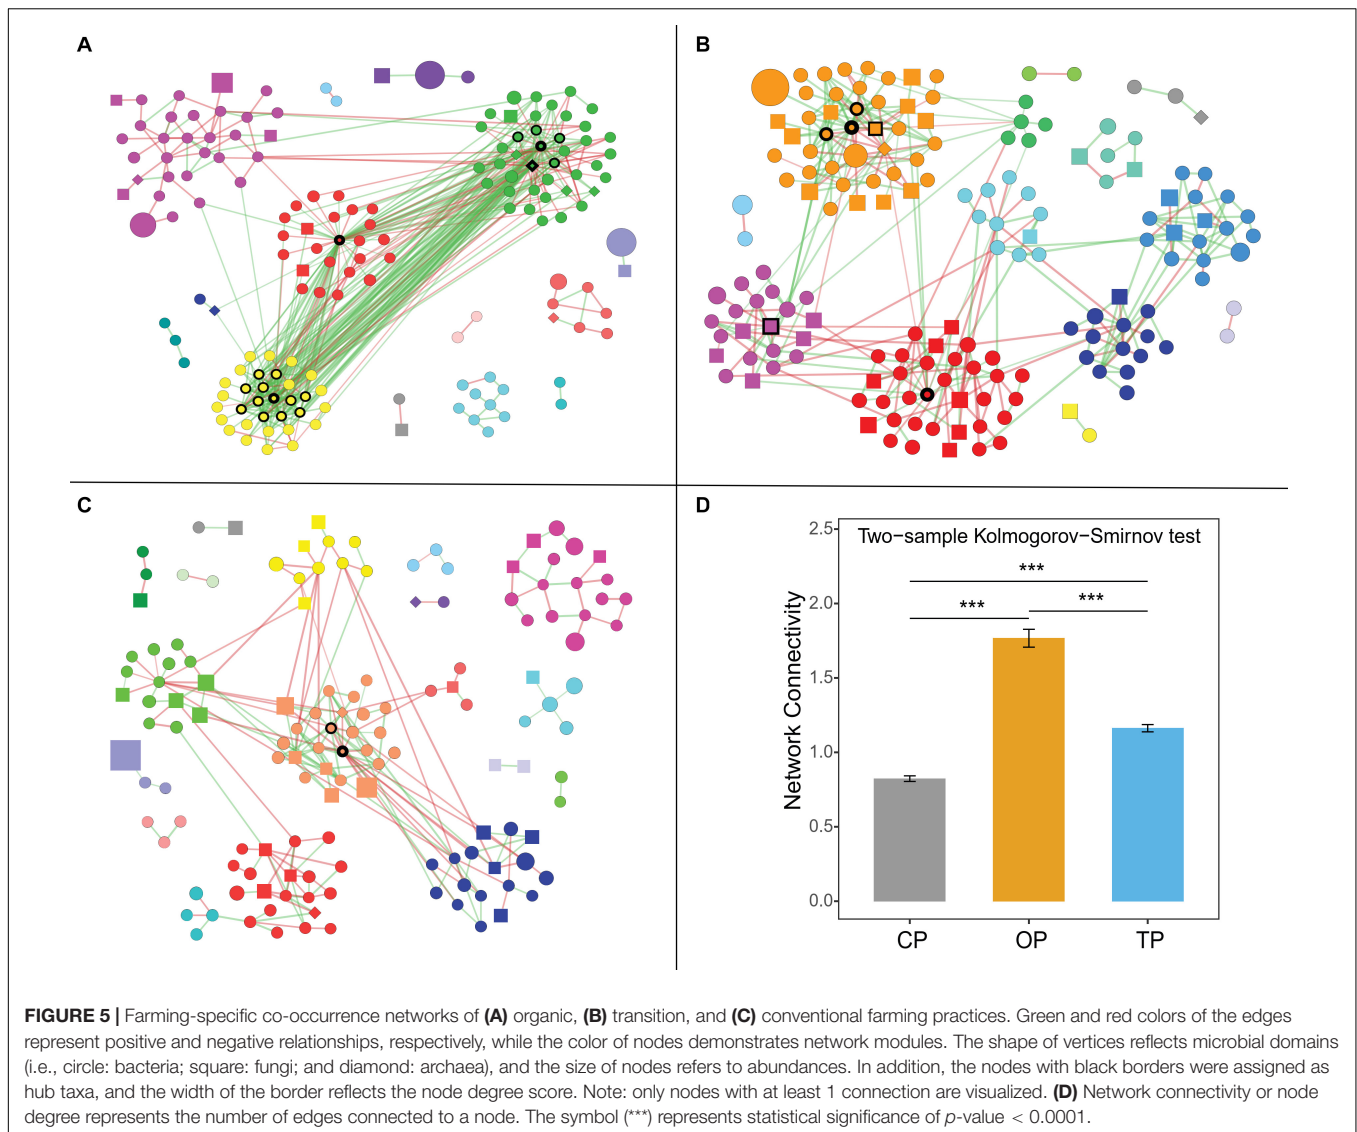 A
B
C
D
Two−sample Kolmogorov−Smirnov test
***
***
***
Network Connectivity
2.5
2.0
1.5
1.0
0.5
0.0
CP
OP
TP
FIGURE 5 | Farming-specific co-occurrence networks of (A) organic, (B) transition, and (C) conventional farming practices. Green and red colors of the edges
represent positive and negative relationships, respectively, while the color of nodes demonstrates network modules. The shape of vertices reflects microbial domains
(i.e., circle: bacteria; square: fungi; and diamond: archaea), and the size of nodes refers to abundances. In addition, the nodes with black borders were assigned as
hub taxa, and the width of the border reflects the node degree score. Note: only nodes with at least 1 connection are visualized. (D) Network connectivity or node
degree represents the number of edges connected to a node. The symbol (***) represents statistical significance of p-value < 0.0001.